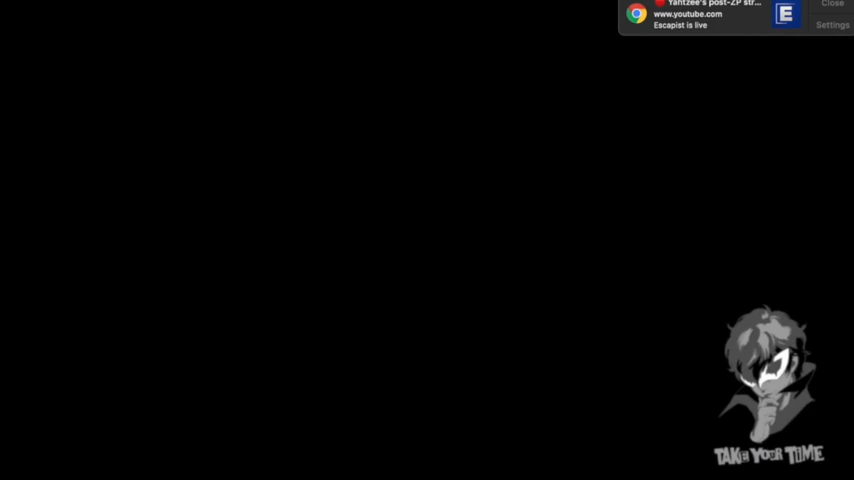 Yahtzee's post-ZP str...
www.youtube.com
Escapist is live
Close
Settings
E
TAKE YOUR TIME